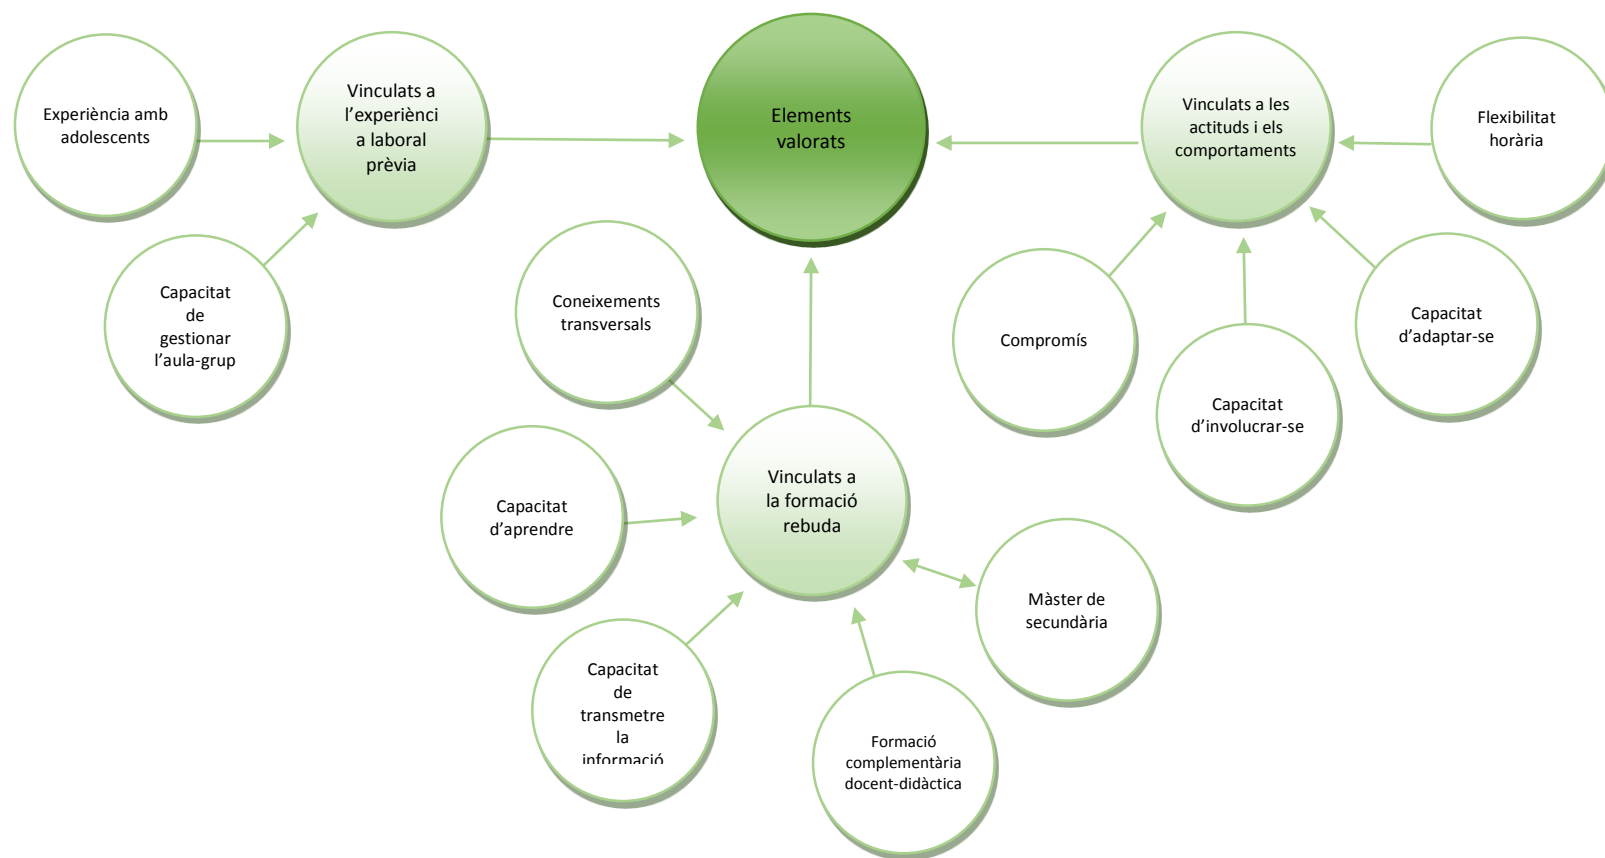 Experiència amb
adolescents
Vinculats a
l’experiènci
a laboral
prèvia
Elements
valorats
Vinculats a les
actituds i els
comportaments
Flexibilitat
horària
Capacitat
de
gestionar
l’aula-grup
Coneixements
transversals
Compromís
Capacitat
d’involucrar-se
Capacitat
d’adaptar-se
Capacitat
d’aprendre
Vinculats a
la formació
rebuda
Màster de
secundària
Capacitat
de
transmetre
la
informació
Formació
complementària
docent-didàctica